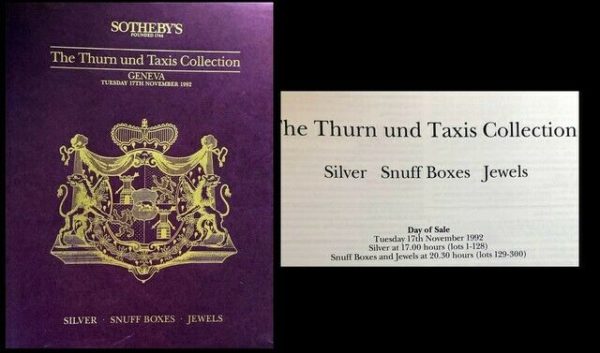 SOTHEBY'S
FOUNDED 1744
The Thurn und Taxis Collection
GENEVA
TUESDAY 17TH NOVEMBER 1992
SILVER · SNUFF BOXES · JEWELS
The Thurn und Taxis Collection
Silver Snuff Boxes Jewels
Day of Sale
Tuesday 17th November 1992
Silver at 17.00 hours (lots 1-128)
Snuff Boxes and Jewels at 20.30 hours (lots 129-300)